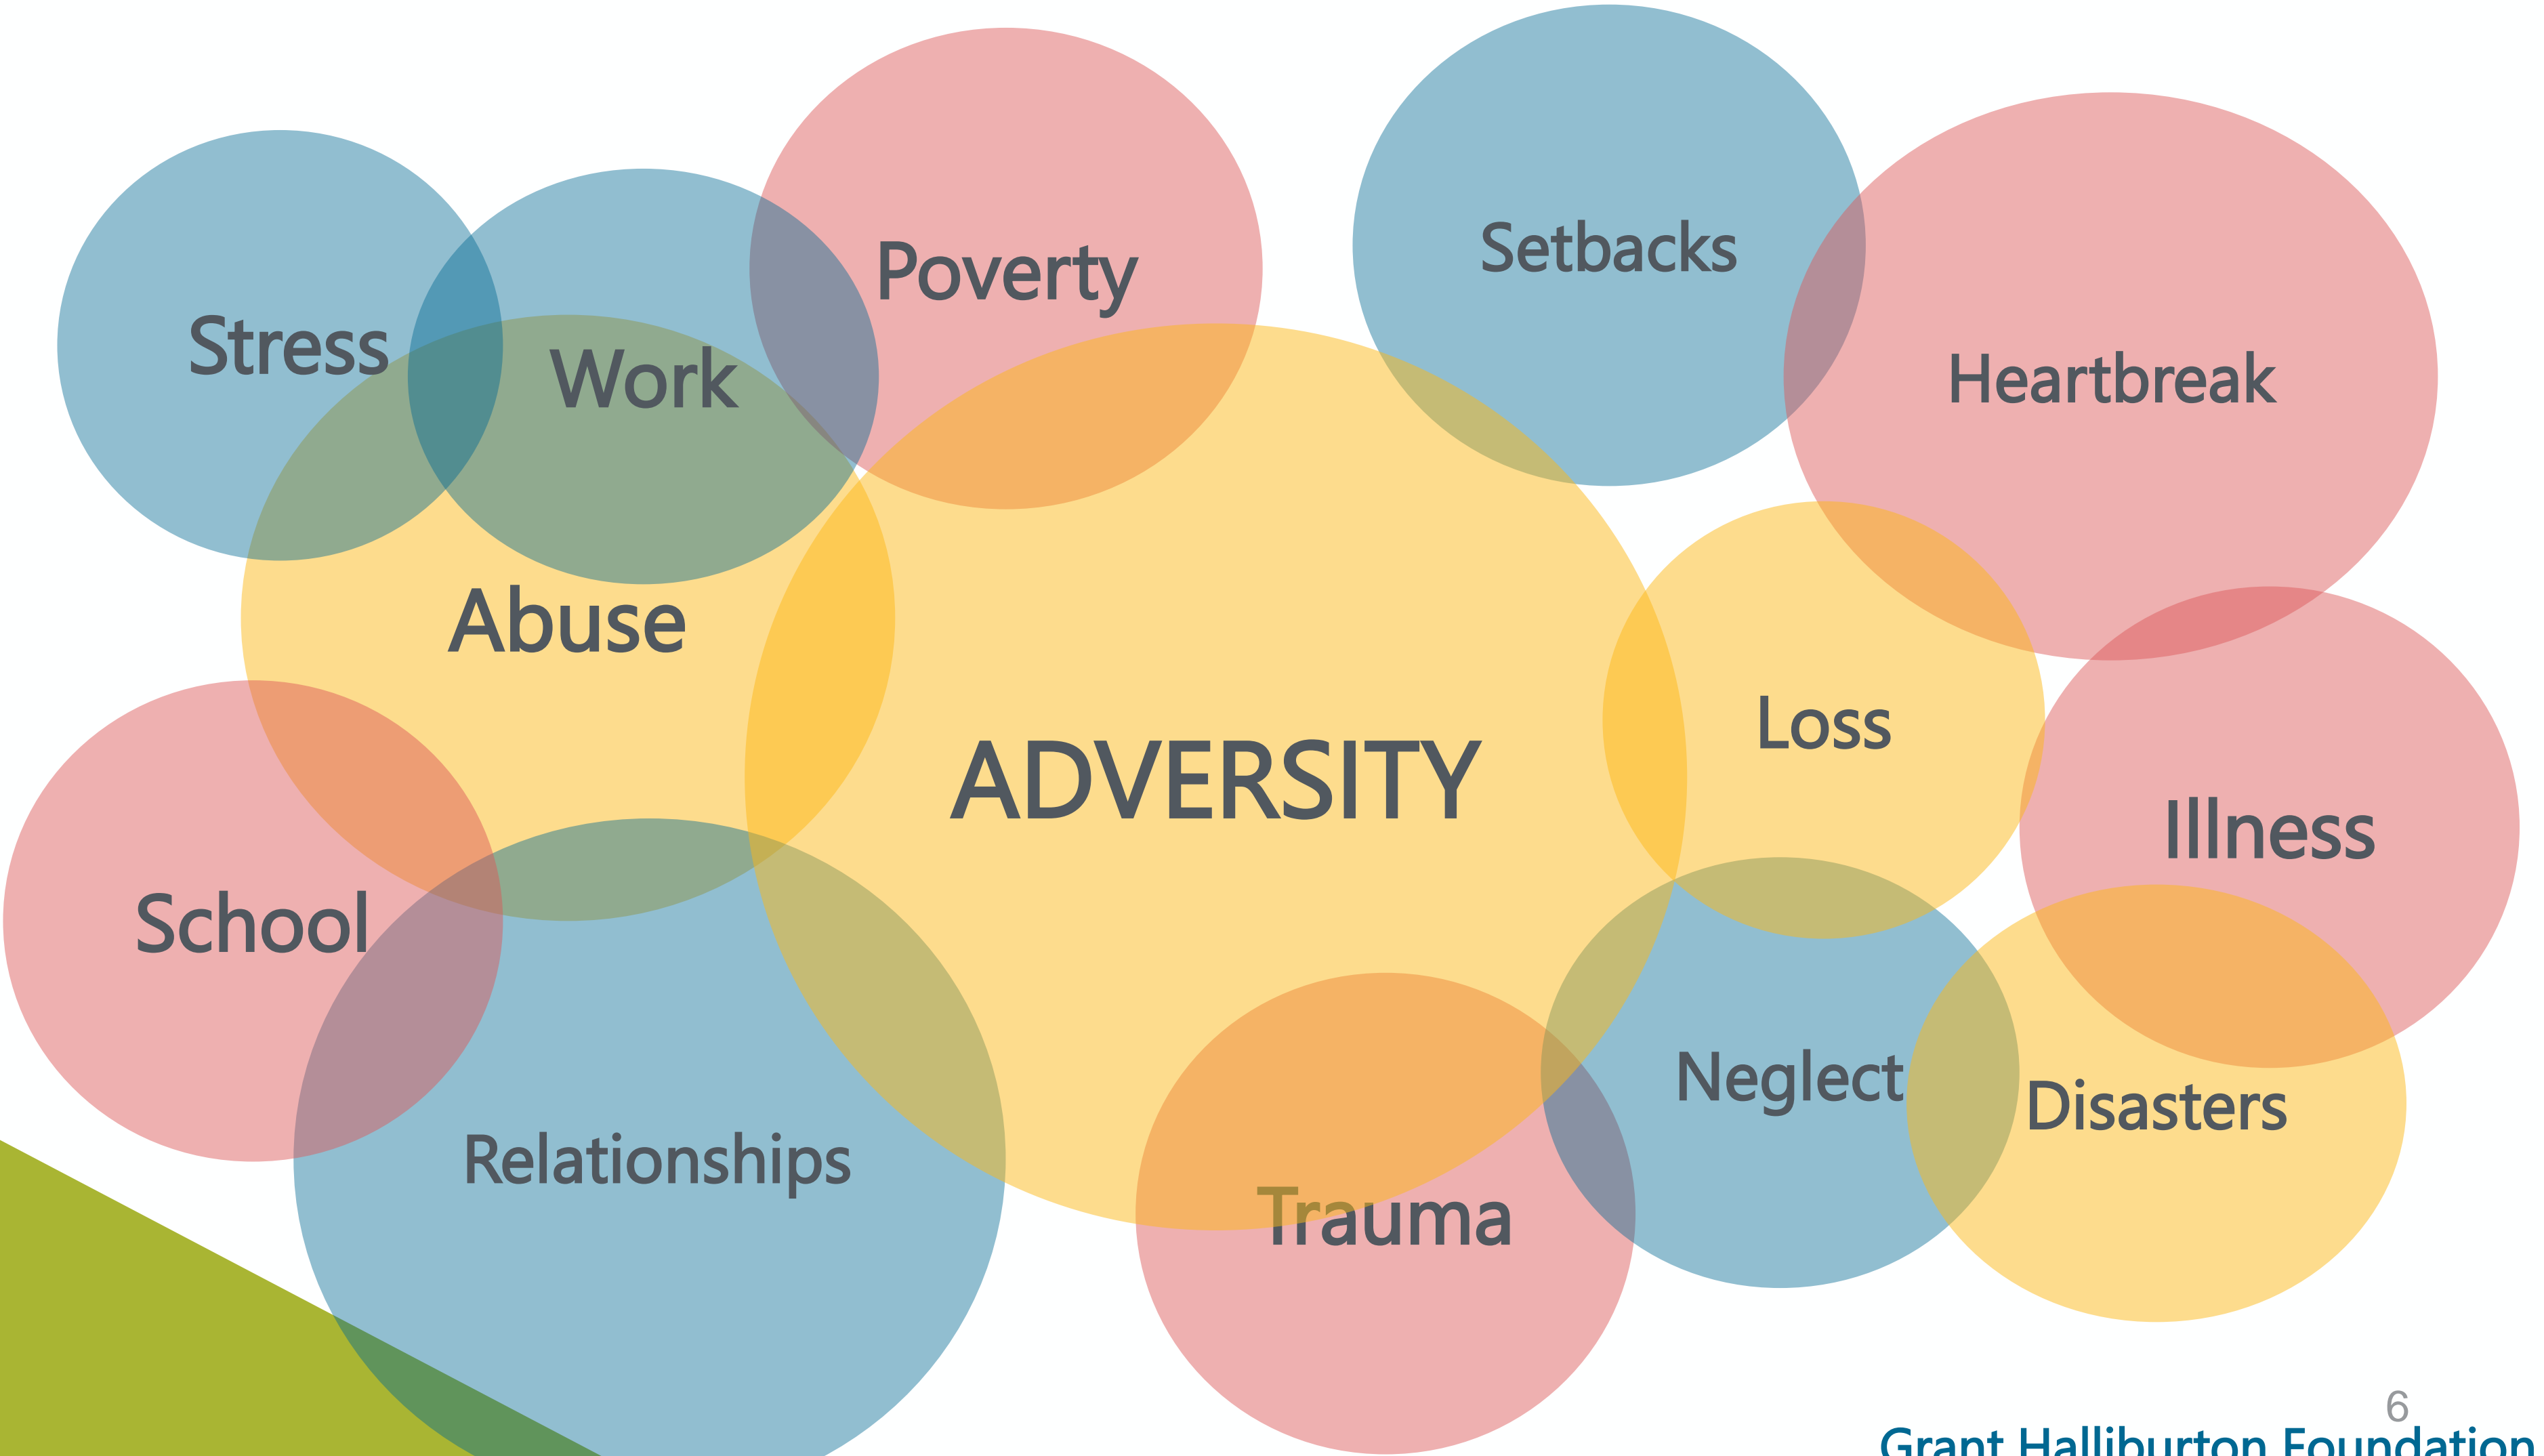 Setbacks
Poverty
Stress
Work
Heartbreak
Abuse
Loss
ADVERSITY
Illness
School
Neglect
Disasters
Relationships
Trauma
6
Grant Halliburton Foundation